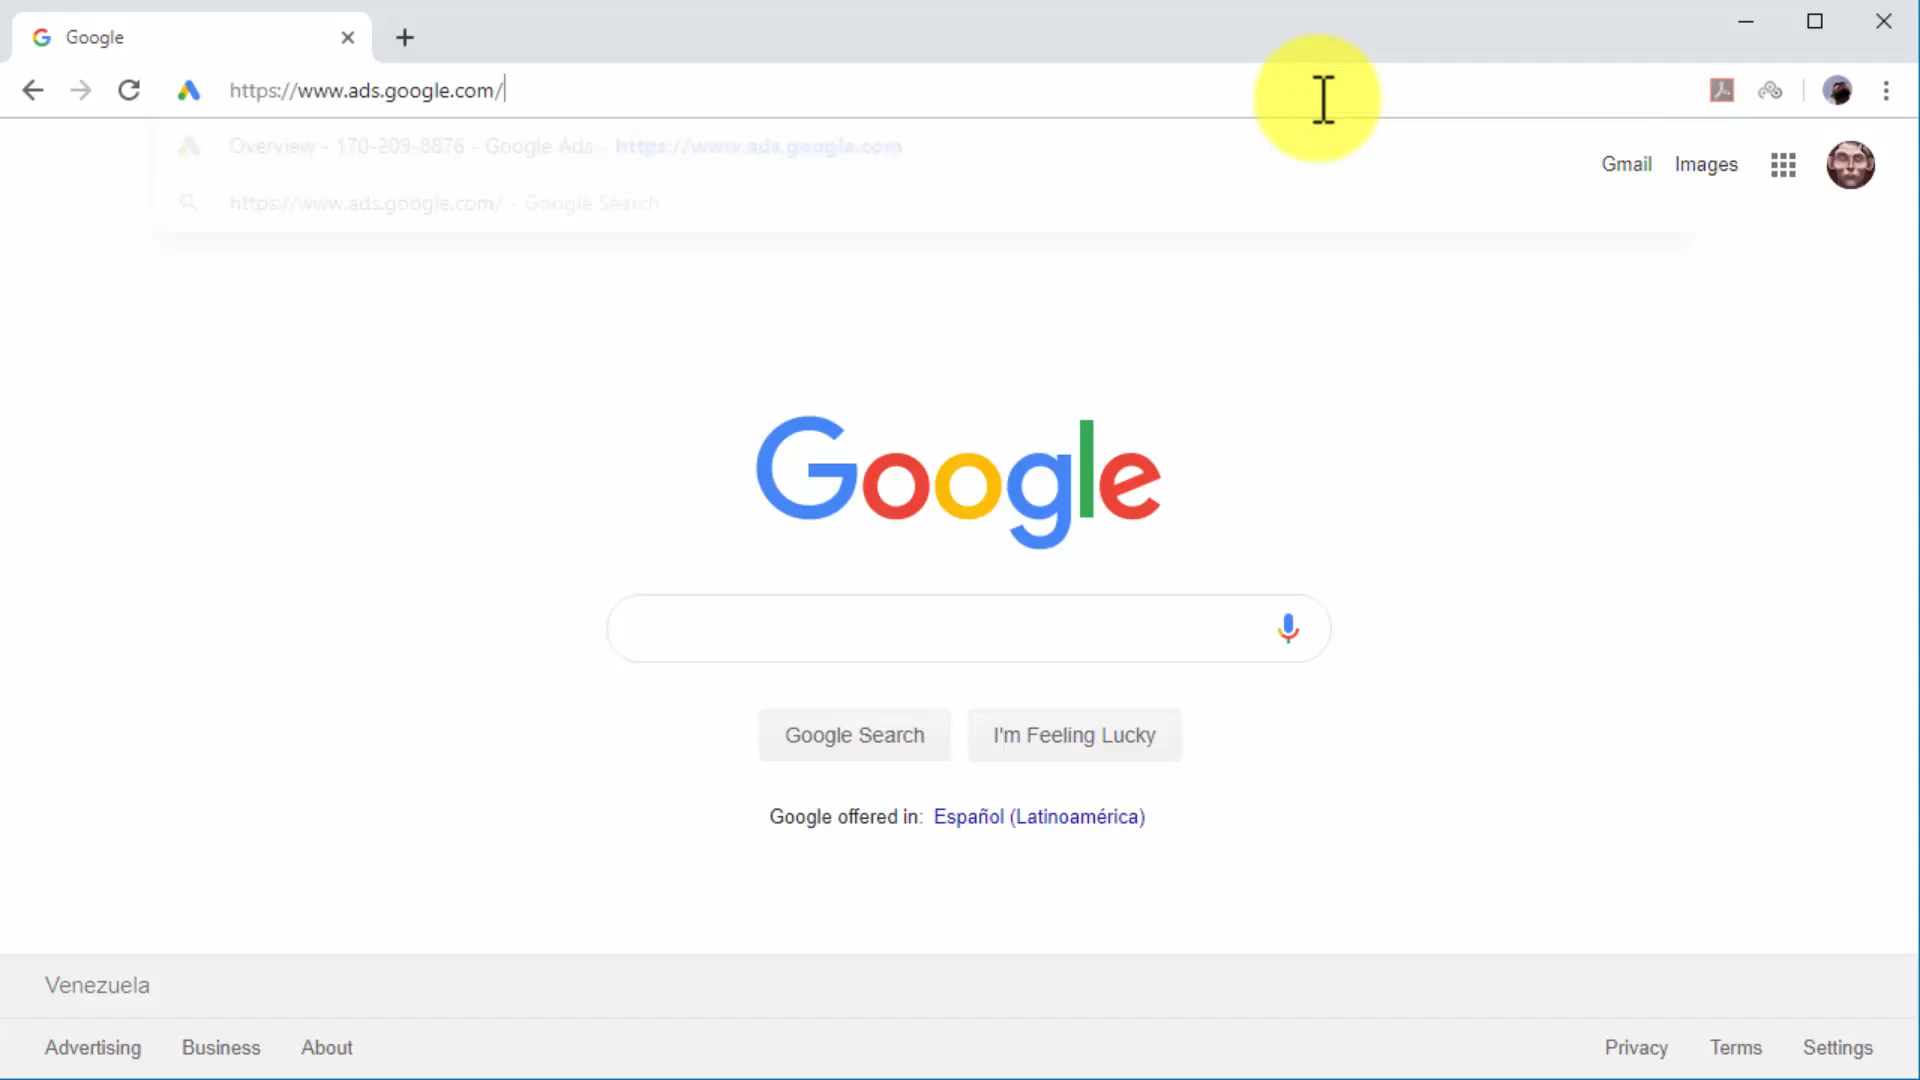 Google
https://www.ads.google.com/
Overview - 170-209-8876 - Google Ads - https://www.ads.google.com
https://www.ads.google.com/ - Google Search
Gmail Images
Google
Google Search I'm Feeling Lucky
Google offered in: Español (Latinoamérica)
Venezuela
Advertising Business About Privacy Terms Settings